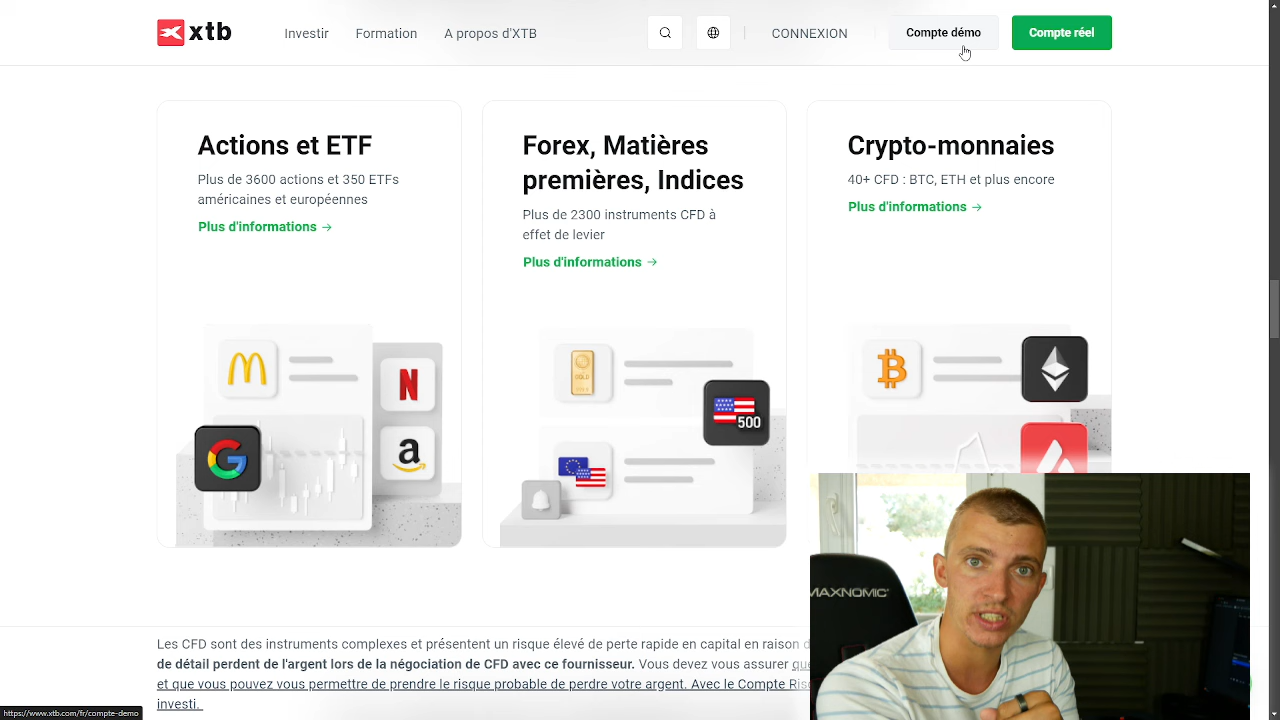 xtb
Investir
Formation
A propos d'XTB
CONNEXION
Compte démo
Compte réel
Actions et ETF
Plus de 3600 actions et 350 ETFs
américaines et européennes
Plus d'informations →
Forex, Matières
premières, Indices
Plus de 2300 instruments CFD à
effet de levier
Plus d'informations →
Crypto-monnaies
40+ CFD : BTC, ETH et plus encore
Plus d'informations →
N
G
a
GOLD
500
MAXNOMIC
Les CFD sont des instruments complexes et présentent un risque élevé de perte rapide en capital en raison
de détail perdent de l'argent lors de la négociation de CFD avec ce fournisseur. Vous devez vous assurer
et que vous pouvez vous permettre de prendre le risque probable de perdre votre argent. Avec le Compte
investi.
https://www.xtb.com/fr/compte-demo